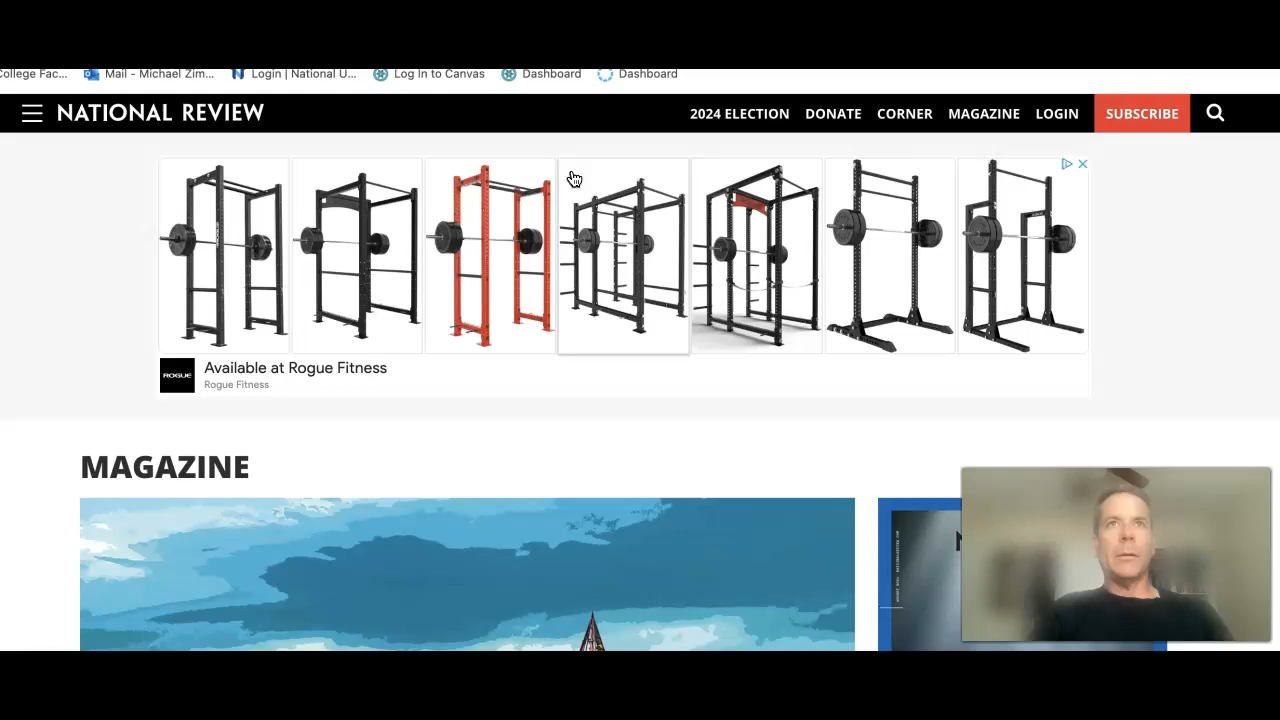 College Fac... Mail - Michael Zim... Login | National U... Log In to Canvas Dashboard Dashboard
NATIONAL REVIEW 2024 ELECTION DONATE CORNER MAGAZINE LOGIN SUBSCRIBE
ROGUE Available at Rogue Fitness
Rogue Fitness
MAGAZINE